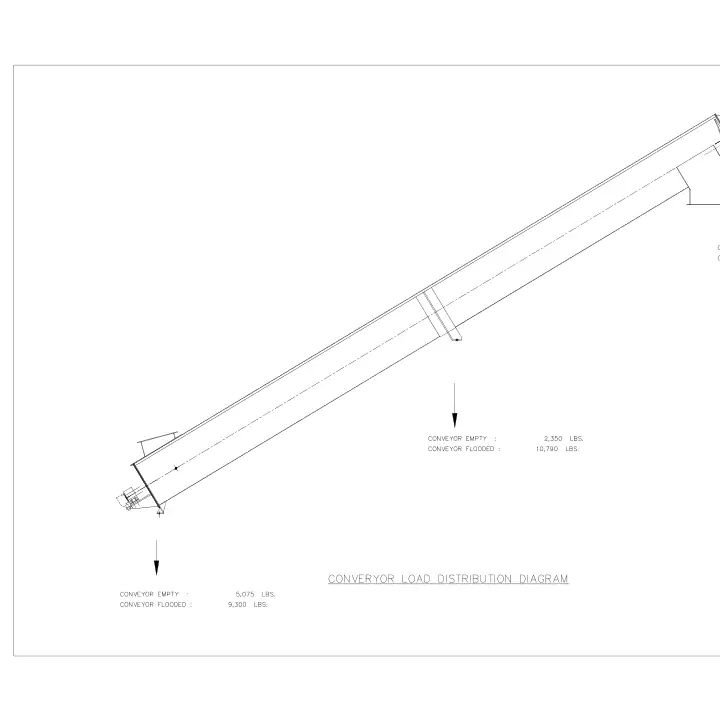 CONVEYOR EMPTY : 2,350 LBS.
CONVEYOR FLOODED : 10,790 LBS.
CONVERYOR LOAD DISTRIBUTION DIAGRAM
CONVEYOR EMPTY : 5,075 LBS.
CONVEYOR FLOODED : 9,300 LBS.